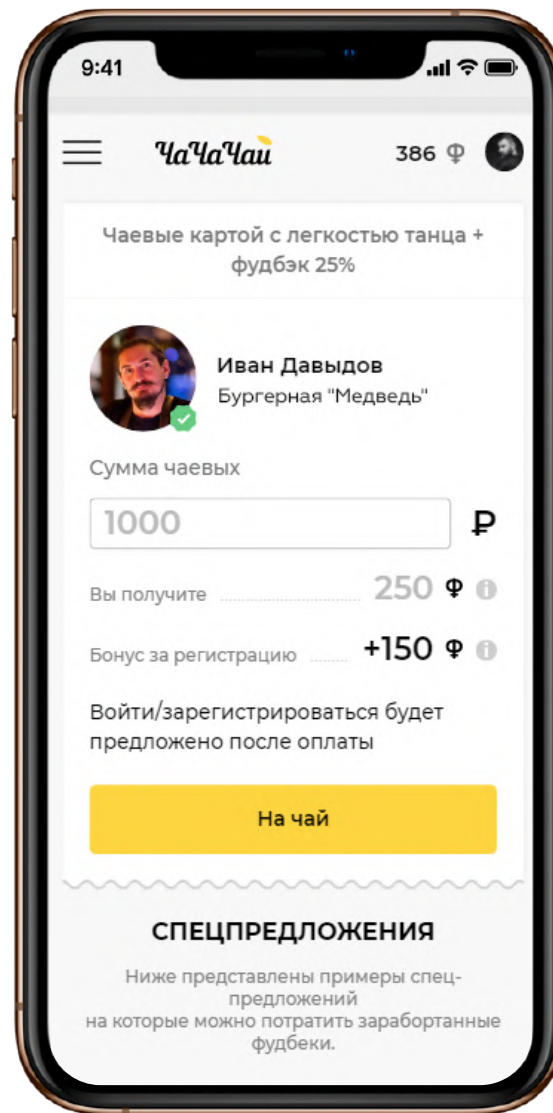 9:41
ЧаЧаЧай
386 Ф
Чаевые картой с легкостью танца +
фудбэк 25%
Иван Давыдов
Бургерная "Медведь"
Сумма чаевых
1000 ₽
Вы получите 250 Ф i
Бонус за регистрацию +150 Ф i
Войти/зарегистрироваться будет
предложено после оплаты
На чай
СПЕЦПРЕДЛОЖЕНИЯ
Ниже представлены примеры спец-
предложений
на которые можно потратить зарабортанные
фудбеки.